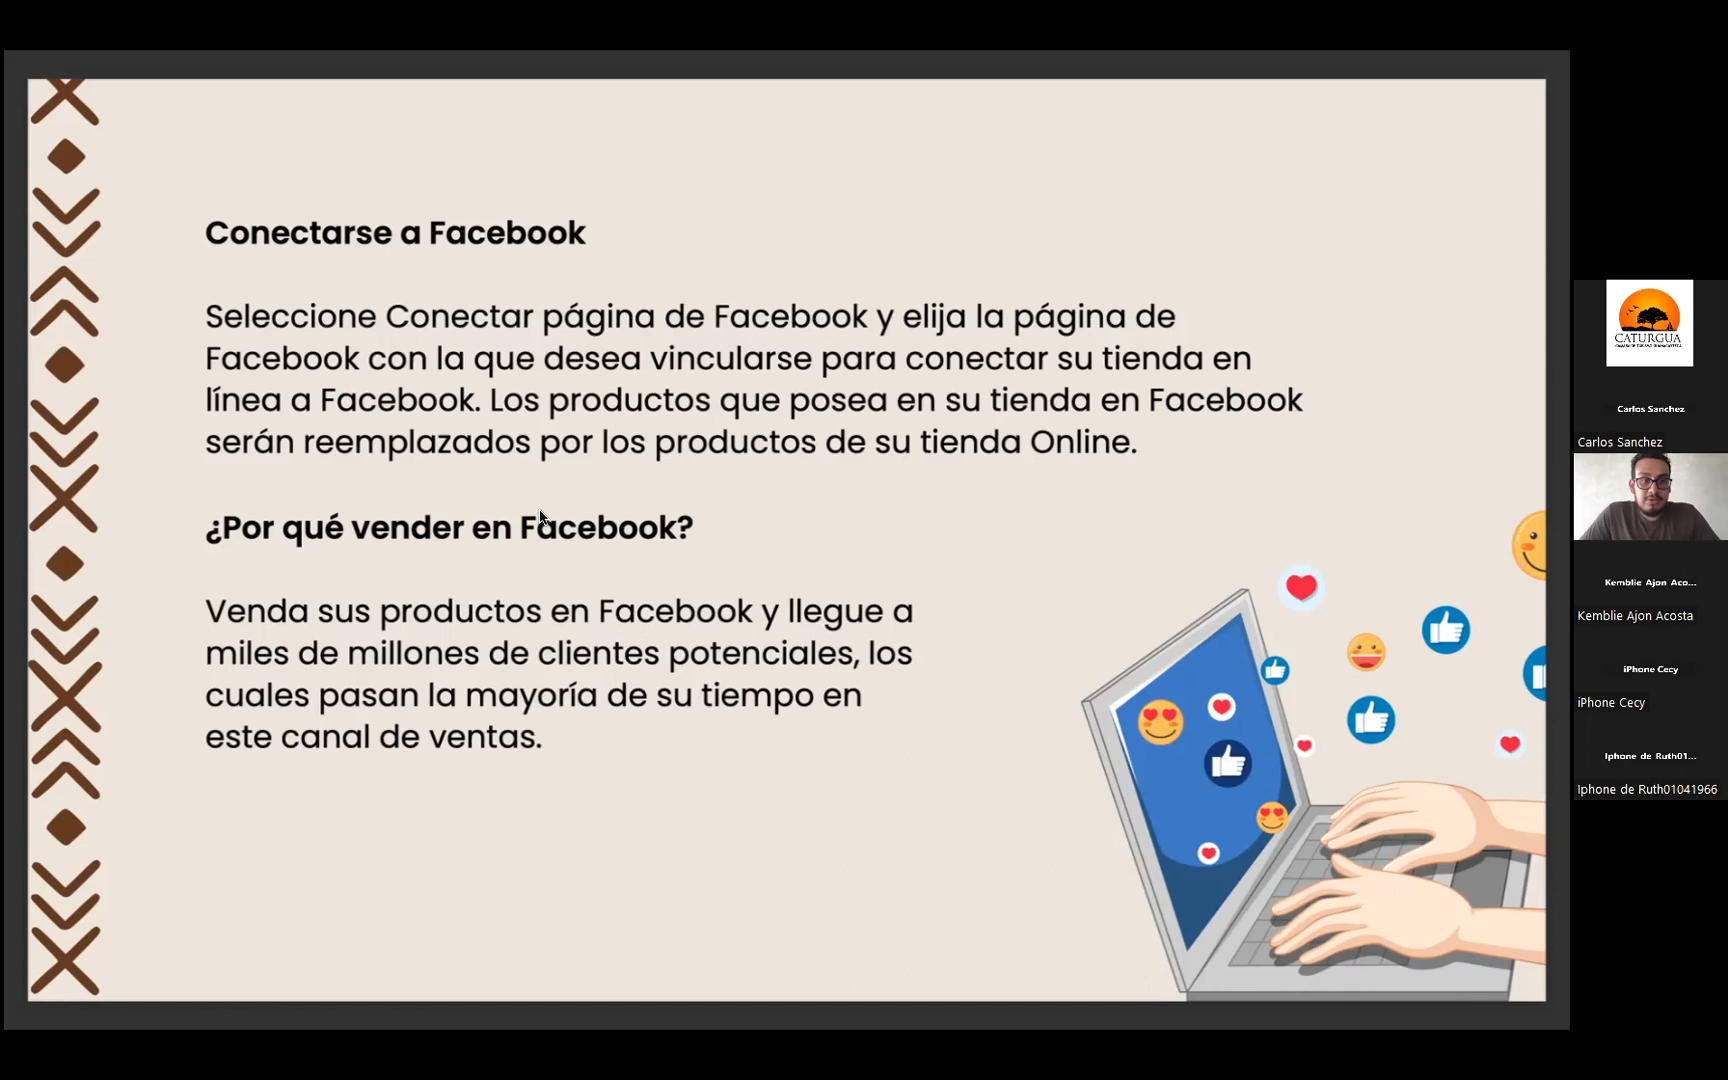 Conectarse a Facebook
Seleccione Conectar página de Facebook y elija la página de
Facebook con la que desea vincularse para conectar su tienda en
línea a Facebook. Los productos que posea en su tienda en Facebook
serán reemplazados por los productos de su tienda Online.
¿Por qué vender en Facebook?
Venda sus productos en Facebook y llegue a
miles de millones de clientes potenciales, los
cuales pasan la mayoría de su tiempo en
este canal de ventas.
CATURGUA
Carlos Sanchez
Carlos Sanchez
Kemblie Ajon Aco...
Kemblie Ajon Acosta
iPhone Cecy
iPhone Cecy
Iphone de Ruth01...
Iphone de Ruth01041966